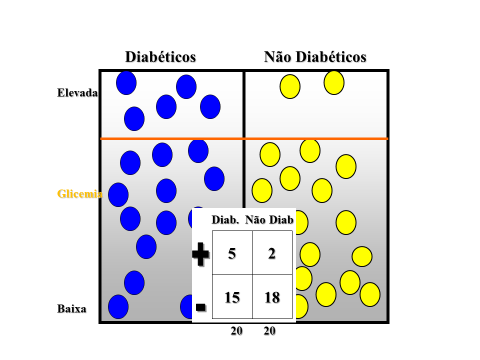 Diabéticos Não Diabéticos
Elevada
Glicemia
Diab. Não Diab
+ 5 2
- 15 18
Baixa
20 20